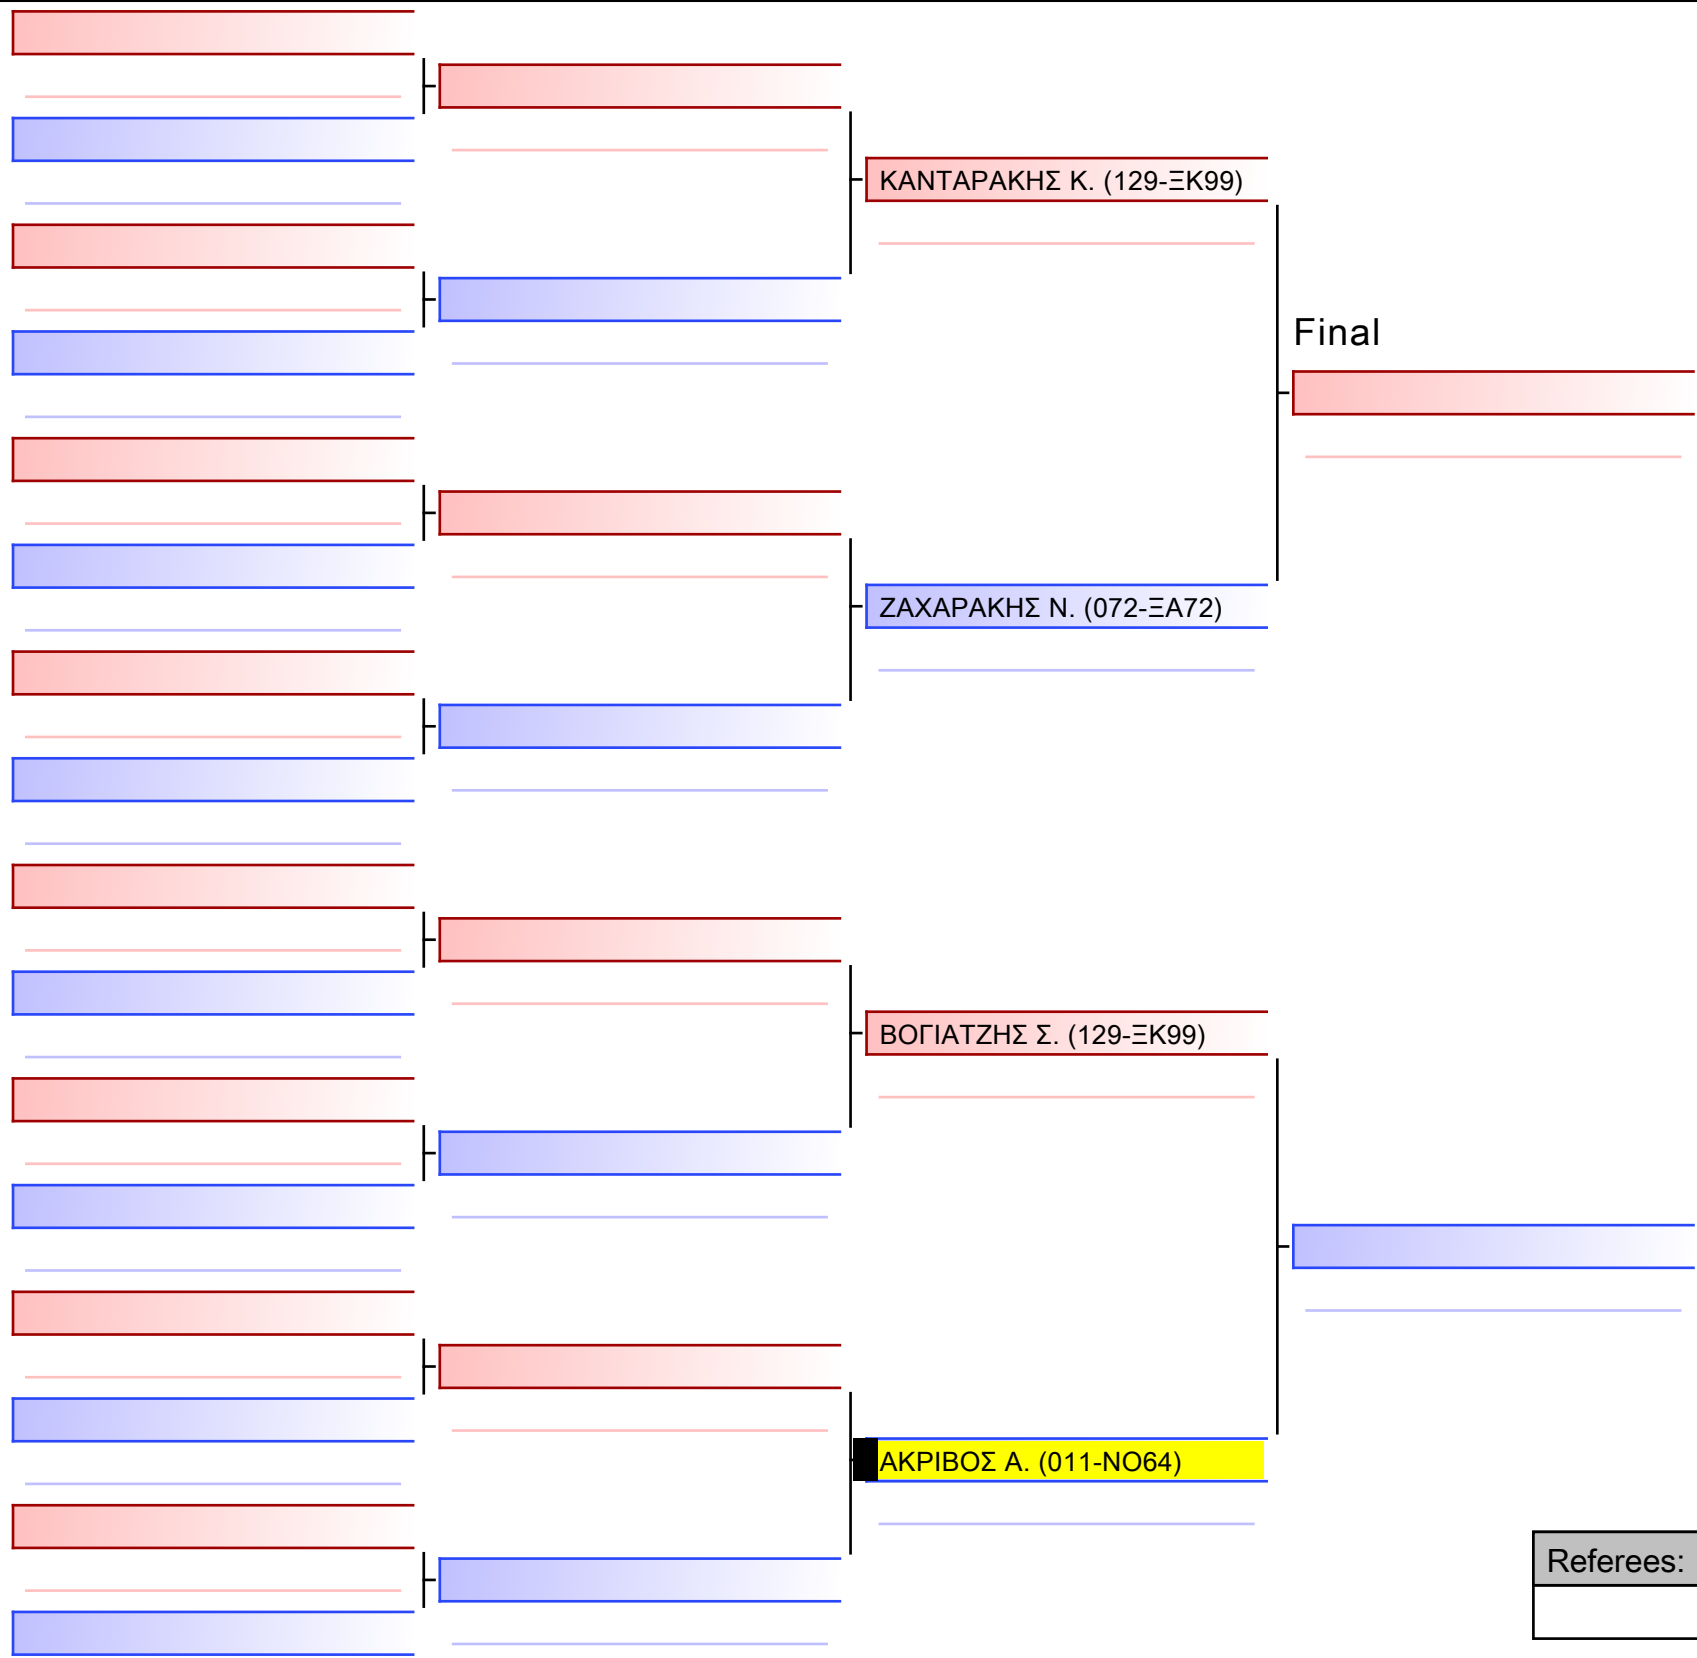 ΚΑΝΤΑΡΑΚΗΣ Κ. (129-ΞΚ99)
Final
ΖΑΧΑΡΑΚΗΣ Ν. (072-ΞΑ72)
ΒΟΓΙΑΤΖΗΣ Σ. (129-ΞΚ99)
ΑΚΡΙΒΟΣ Α. (011-ΝΟ64)
Referees: